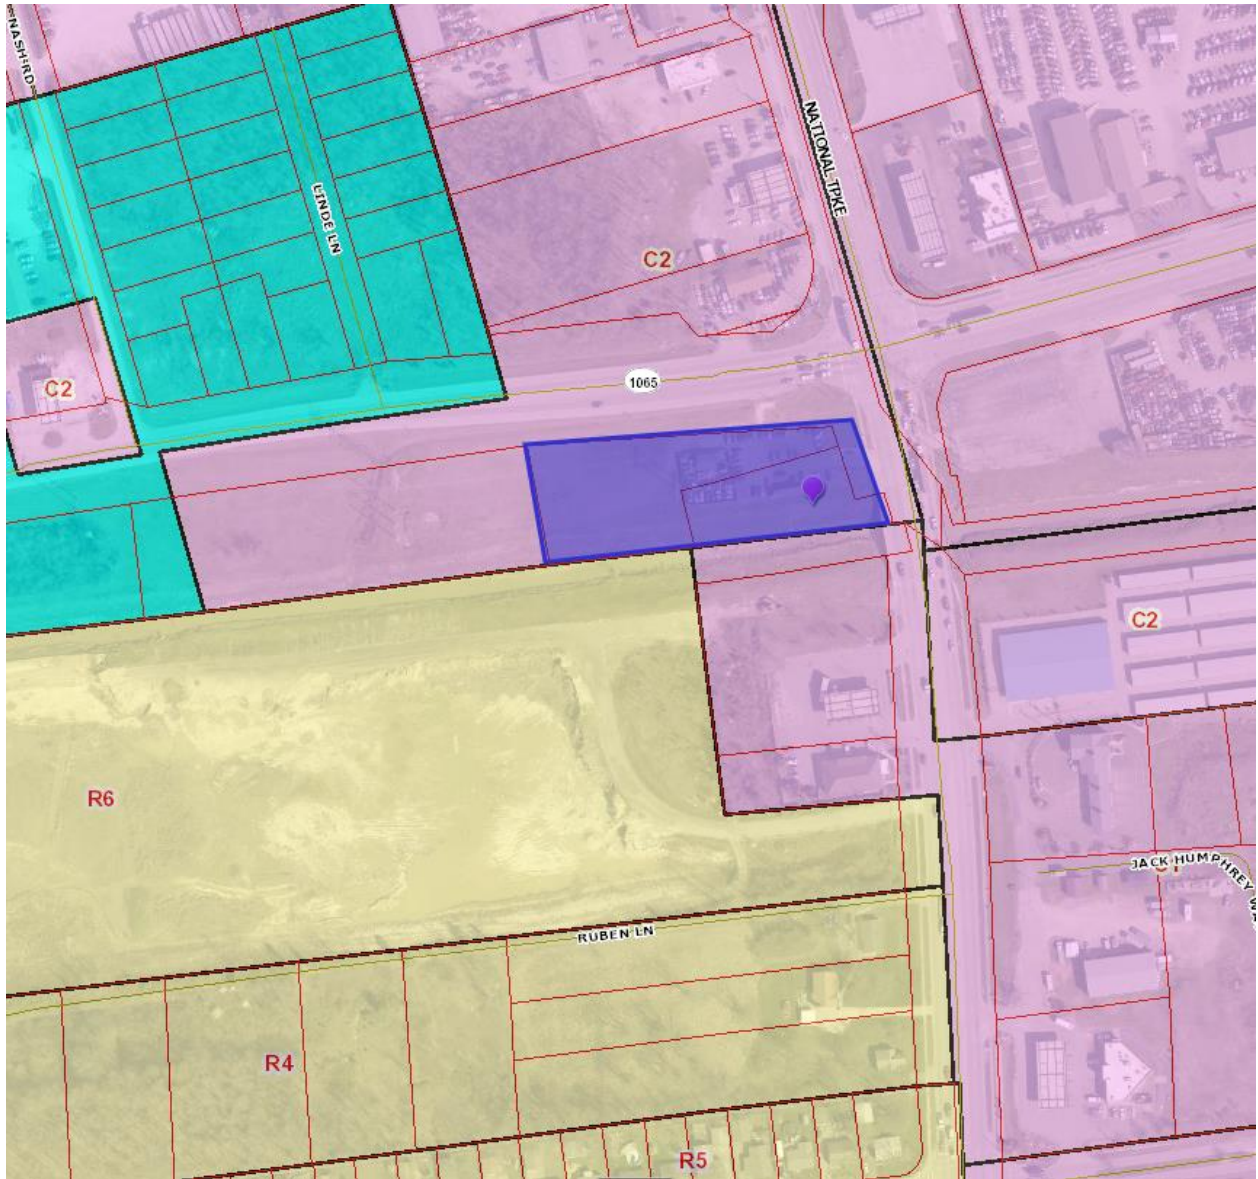 NASH RD
NATIONAL TPKE
LINDE LN
C2
1065
C2
C2
R6
JACK HUMPHREY
RUBEN LN
R4
R5